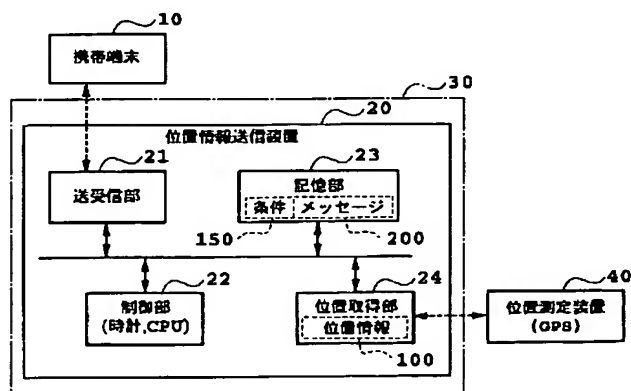 10
携帯端末
30
20
位置情報送信装置
21
送受信部
23
記憶部
条件 メッセージ
150
200
22
制御部
(時計,CPU)
24
位置取得部
位置情報
100
40
位置測定装置
(GPS)